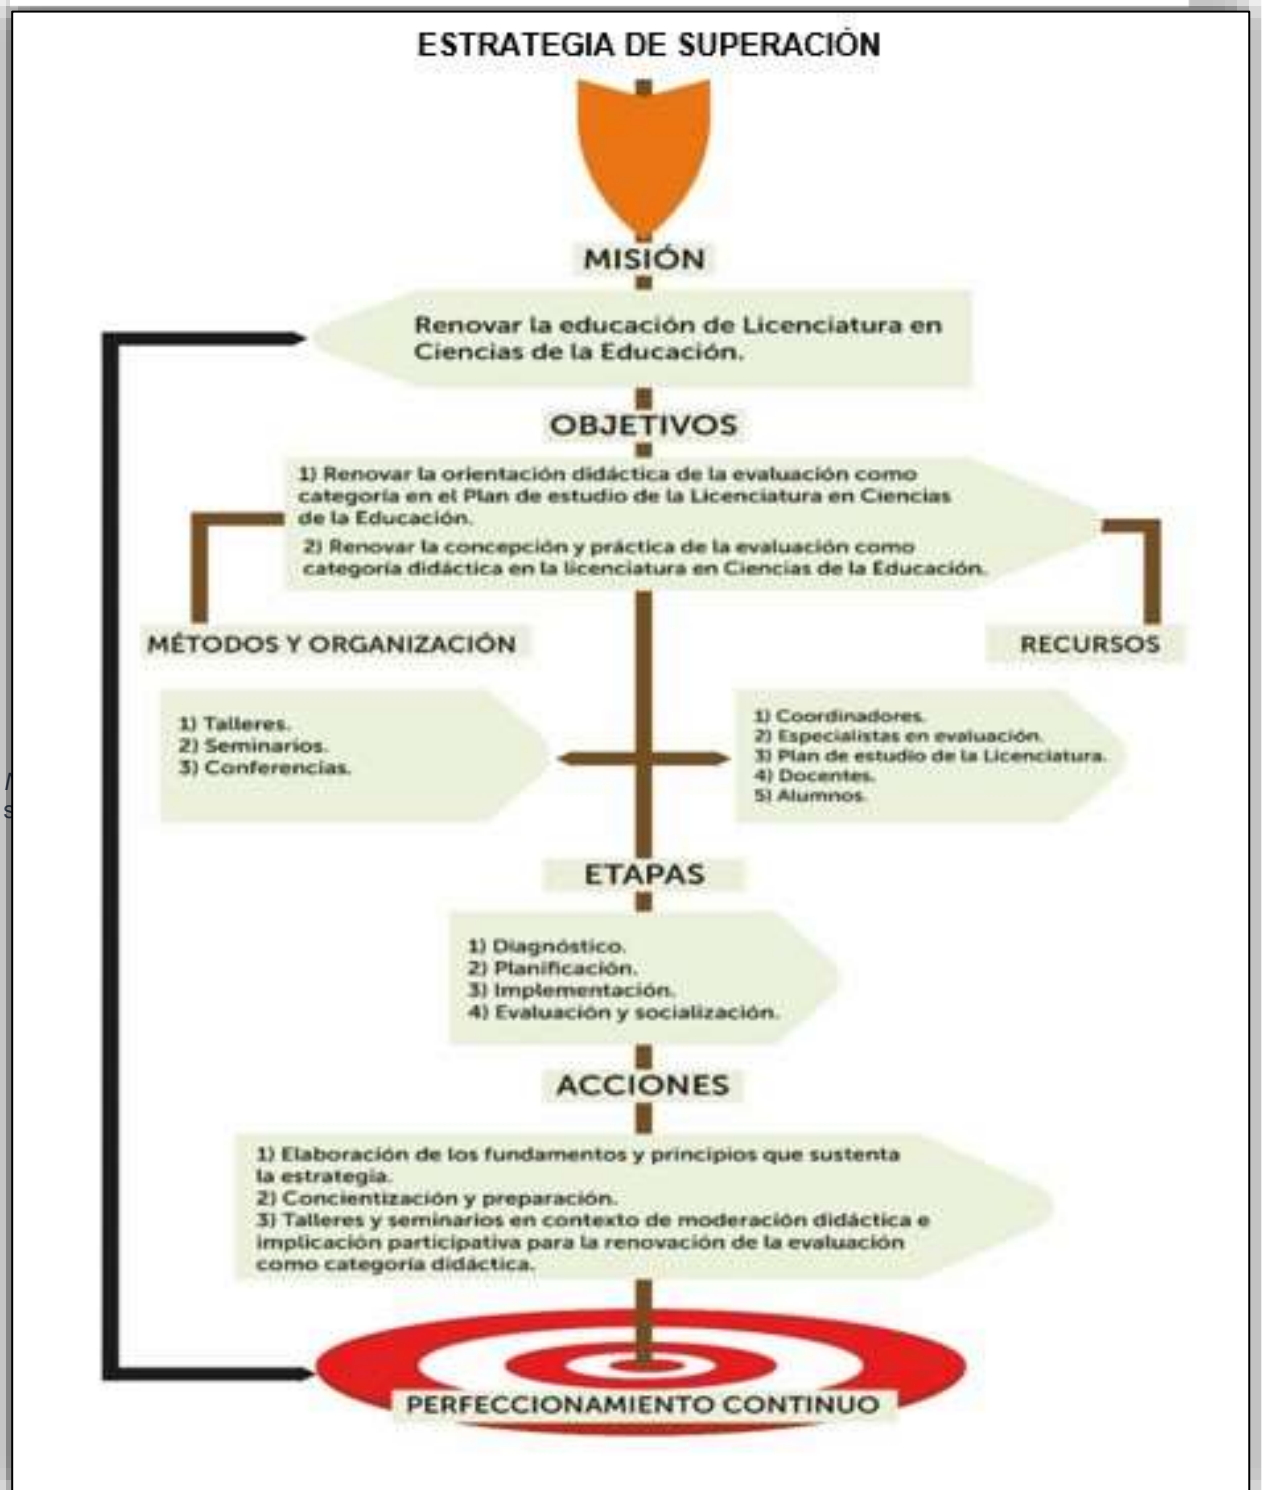 ESTRATEGIA DE SUPERACIÓN
MISIÓN
Renovar la educación de Licenciatura en
Ciencias de la Educación.
OBJETIVOS
1) Renovar la orientación didáctica de la evaluación como
categoría en el Plan de estudio de la Licenciatura en Ciencias
de la Educación.
2) Renovar la concepción y práctica de la evaluación como
categoría didáctica en la licenciatura en Ciencias de la Educación.
MÉTODOS Y ORGANIZACIÓN
1) Talleres.
2) Seminarios.
3) Conferencias.
RECURSOS
1) Coordinadores.
2) Especialistas en evaluación.
3) Plan de estudio de la Licenciatura.
4) Docentes.
5) Alumnos.
ETAPAS
1) Diagnóstico.
2) Planificación.
3) Implementación.
4) Evaluación y socialización.
ACCIONES
1) Elaboración de los fundamentos y principios que sustenta
la estrategia.
2) Concientización y preparación.
3) Talleres y seminarios en contexto de moderación didáctica e
implicación participativa para la renovación de la evaluación
como categoría didáctica.
PERFECCIONAMIENTO CONTINUO